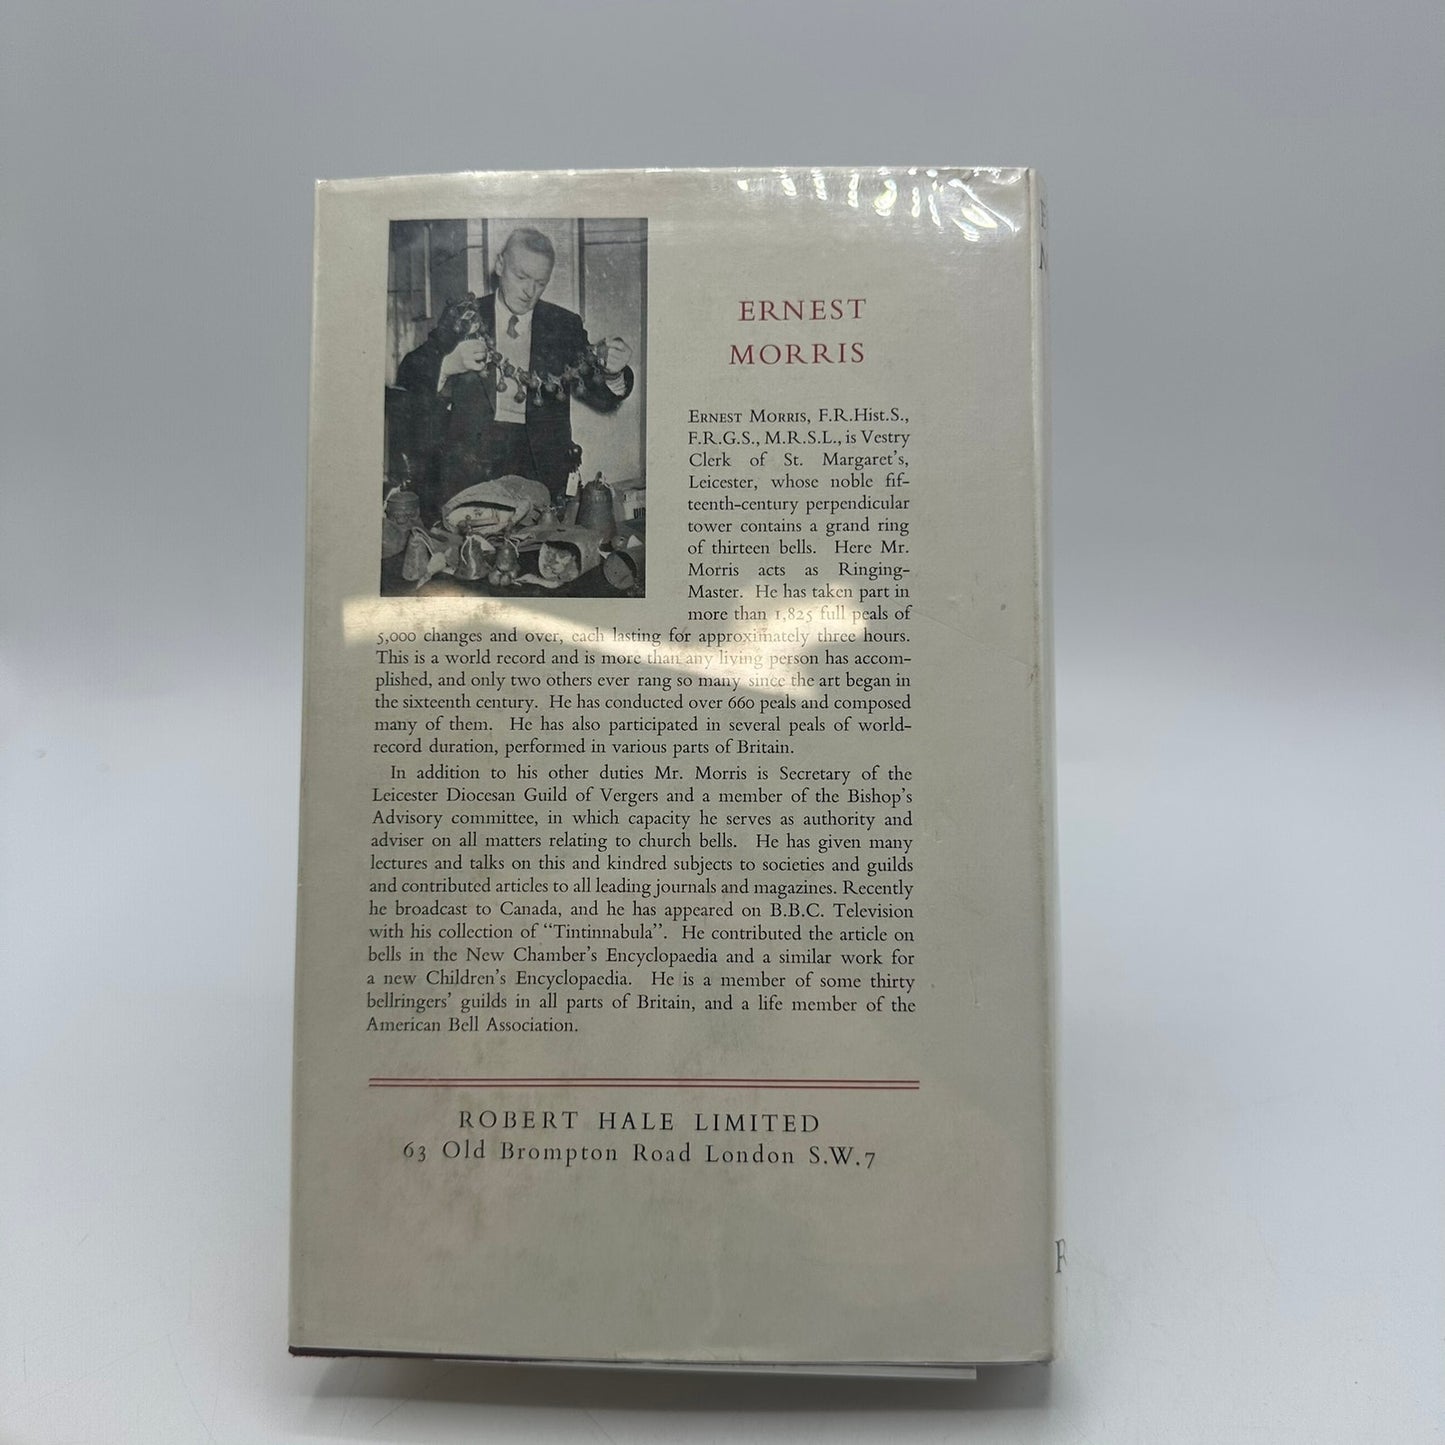 ERNEST
MORRIS
ERNEST MORRIS, F.R.Hist.S.,
F.R.G.S., M.R.S.L., is Vestry
Clerk of St. Margaret's,
Leicester, whose noble fif-
teenth-century perpendicular
tower contains a grand ring
of thirteen bells. Here Mr.
Morris acts as Ringing-
Master. He has taken part in
more than 1,825 full peals of
5,000 changes and over, each lasting for approximately three hours.
This is a world record and is more than any living person has accom-
plished, and only two others ever rang so many since the art began in
the sixteenth century. He has conducted over 660 peals and composed
many of them. He has also participated in several peals of world-
record duration, performed in various parts of Britain.
In addition to his other duties Mr. Morris is Secretary of the
Leicester Diocesan Guild of Vergers and a member of the Bishop's
Advisory committee, in which capacity he serves as authority and
adviser on all matters relating to church bells. He has given many
lectures and talks on this and kindred subjects to societies and guilds
and contributed articles to all leading journals and magazines. Recently
he broadcast to Canada, and he has appeared on B.B.C. Television
with his collection of "Tintinnabula". He contributed the article on
bells in the New Chamber's Encyclopaedia and a similar work for
a new Children's Encyclopaedia. He is a member of some thirty
bellringers' guilds in all parts of Britain, and a life member of the
American Bell Association.
ROBERT HALE LIMITED
63 Old Brompton Road London S.W.7